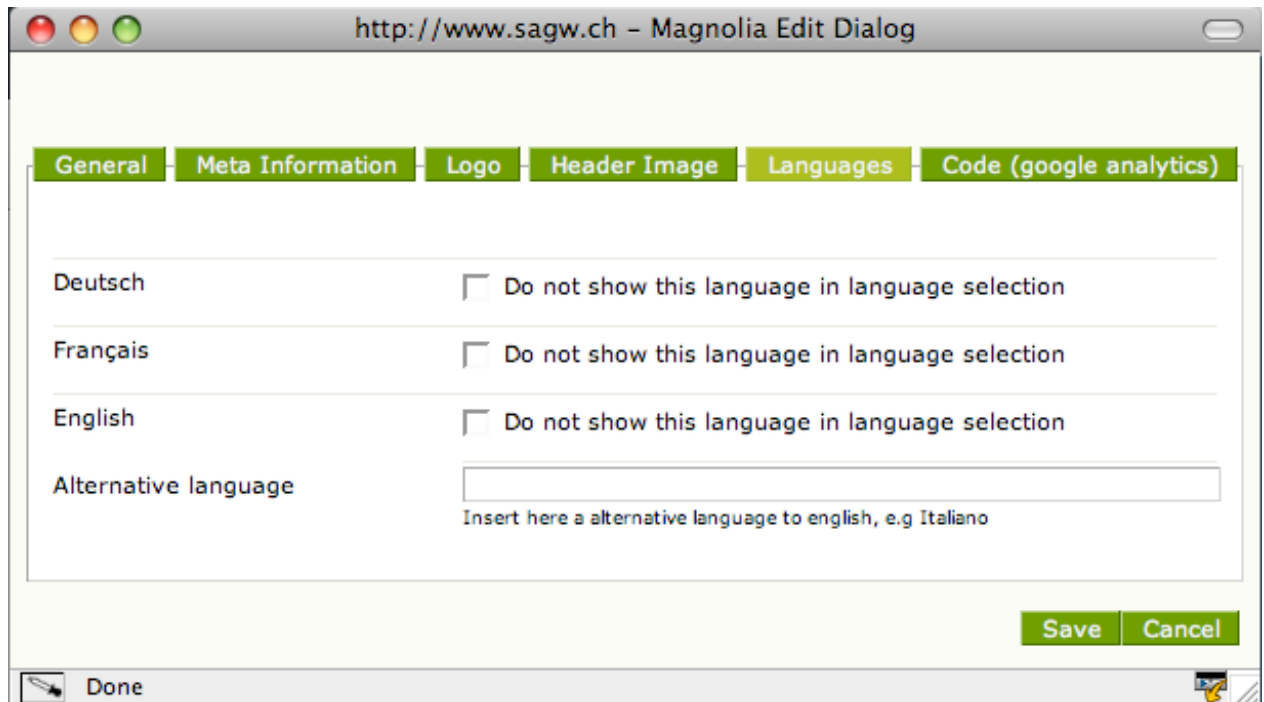 http://www.sagw.ch – Magnolia Edit Dialog
General Meta Information Logo Header Image Languages Code (google analytics)
Deutsch Do not show this language in language selection
Français Do not show this language in language selection
English Do not show this language in language selection
Alternative language
Insert here a alternative language to english, e.g Italiano
Save Cancel
Done